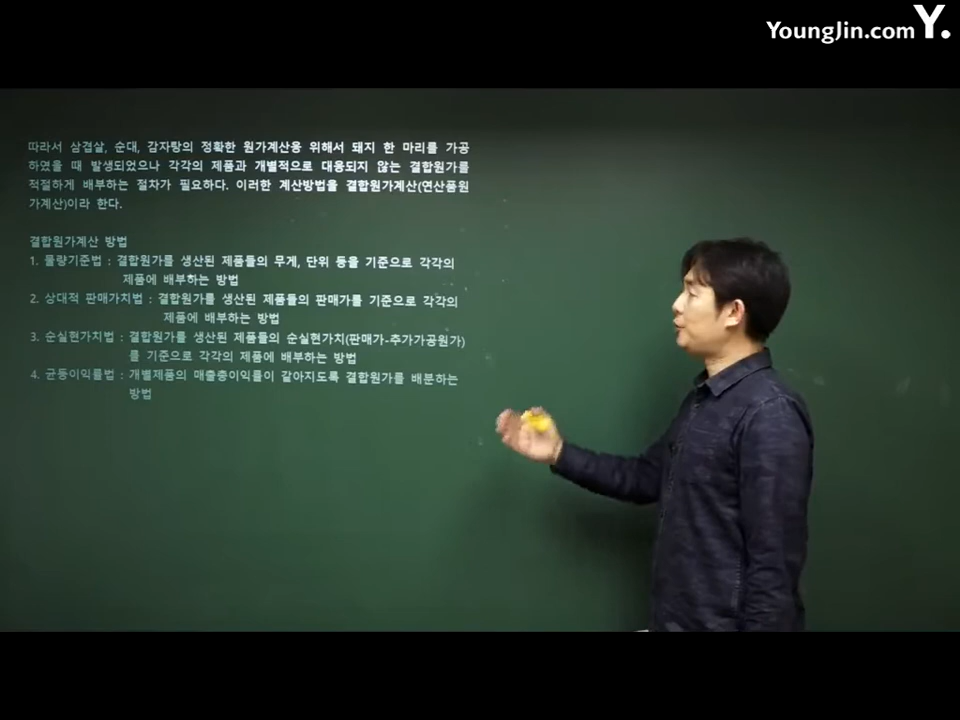 YoungJin.com Y.
따라서 삼겹살, 순대, 감자탕의 정확한 원가계산을 위해서 돼지 한 마리를 가공
하였을 때 발생되었으나 각각의 제품과 개별적으로 대응되지 않는 결합원가를
적절하게 배부하는 절차가 필요하다. 이러한 계산방법을 결합원가계산(연산품원
가계산)이라 한다.
결합원가계산 방법
1. 물량기준법 : 결합원가를 생산된 제품들의 무게, 단위 등을 기준으로 각각의
제품에 배부하는 방법
2. 상대적 판매가치법 : 결합원가를 생산된 제품들의 판매가를 기준으로 각각의
제품에 배부하는 방법
3. 순실현가치법 : 결합원가를 생산된 제품들의 순실현가치(판매가-추가가공원가)
를 기준으로 각각의 제품에 배부하는 방법
4. 균등이익률법 : 개별제품의 매출총이익률이 같아지도록 결합원가를 배분하는
방법